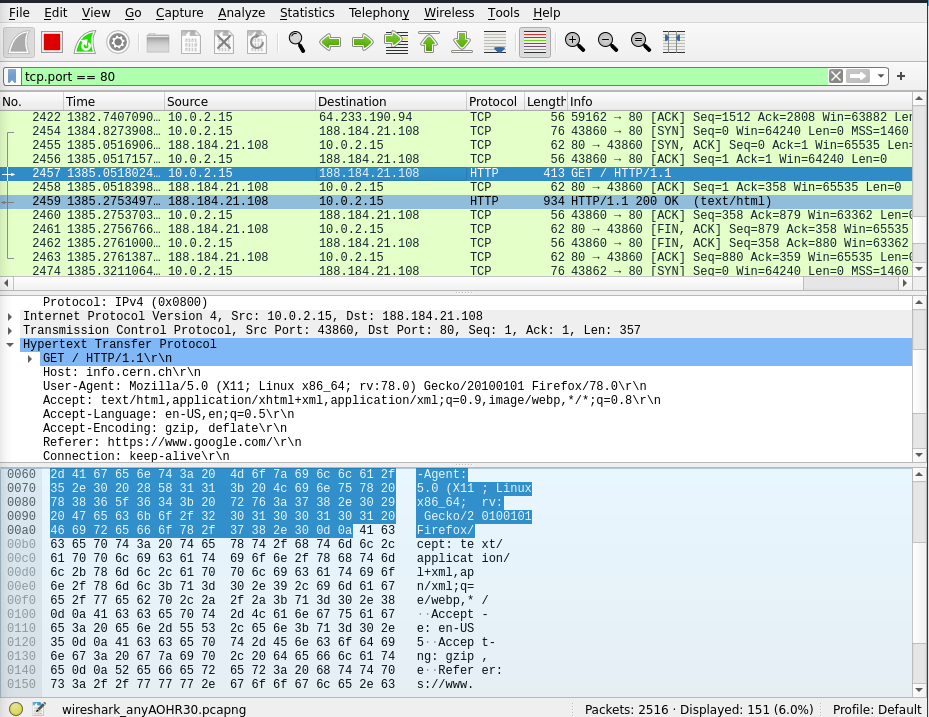 File Edit View Go Capture Analyze Statistics Telephony Wireless Tools Help
tcp.port == 80
No. Time Source Destination Protocol Length Info
2422 1382.7407090… 10.0.2.15 64.233.190.94 TCP 56 59162 → 80 [ACK] Seq=1512 Ack=2808 Win=63882 Len
2454 1384.8273908… 10.0.2.15 188.184.21.108 TCP 76 43860 → 80 [SYN] Seq=0 Win=64240 Len=0 MSS=1460
2455 1385.0516906… 188.184.21.108 10.0.2.15 TCP 62 80 → 43860 [SYN, ACK] Seq=0 Ack=1 Win=65535 Len=
2456 1385.0517157… 10.0.2.15 188.184.21.108 TCP 56 43860 → 80 [ACK] Seq=1 Ack=1 Win=64240 Len=0
2457 1385.0518024… 10.0.2.15 188.184.21.108 HTTP 413 GET / HTTP/1.1
2458 1385.0518398… 188.184.21.108 10.0.2.15 TCP 62 80 → 43860 [ACK] Seq=1 Ack=358 Win=65535 Len=0
2459 1385.2753497… 188.184.21.108 10.0.2.15 HTTP 934 HTTP/1.1 200 OK (text/html)
2460 1385.2753703… 10.0.2.15 188.184.21.108 TCP 56 43860 → 80 [ACK] Seq=358 Ack=879 Win=63362 Len=0
2461 1385.2756766… 188.184.21.108 10.0.2.15 TCP 62 80 → 43860 [FIN, ACK] Seq=879 Ack=358 Win=65535
2462 1385.2761000… 10.0.2.15 188.184.21.108 TCP 56 43860 → 80 [FIN, ACK] Seq=358 Ack=880 Win=63362
2463 1385.2761387… 188.184.21.108 10.0.2.15 TCP 62 80 → 43860 [ACK] Seq=880 Ack=359 Win=65535 Len=0
2474 1385.3211064… 10.0.2.15 188.184.21.108 TCP 76 43862 → 80 [SYN] Seq=0 Win=64240 Len=0 MSS=1460
Protocol: IPv4 (0x0800)
Internet Protocol Version 4, Src: 10.0.2.15, Dst: 188.184.21.108
Transmission Control Protocol, Src Port: 43860, Dst Port: 80, Seq: 1, Ack: 1, Len: 357
Hypertext Transfer Protocol
GET / HTTP/1.1\r\n
Host: info.cern.ch\r\n
User-Agent: Mozilla/5.0 (X11; Linux x86_64; rv:78.0) Gecko/20100101 Firefox/78.0\r\n
Accept: text/html,application/xhtml+xml,application/xml;q=0.9,image/webp,*/*;q=0.8\r\n
Accept-Language: en-US,en;q=0.5\r\n
Accept-Encoding: gzip, deflate\r\n
Referer: https://www.google.com/\r\n
Connection: keep-alive\r\n
0060 2d 41 67 65 6e 74 3a 20 4d 6f 7a 69 6c 6c 61 2f -Agent:
0070 35 2e 30 20 28 58 31 31 3b 20 4c 69 6e 75 78 20 5.0 (X11 ; Linux
0080 78 38 36 5f 36 34 3b 20 72 76 3a 37 38 2e 30 29 x86_64; rv:
0090 20 47 65 63 6b 6f 2f 32 30 31 30 30 31 30 31 20 Gecko/2 0100101
00a0 46 69 72 65 66 6f 78 2f 37 38 2e 30 0d 0a 41 63 Firefox/
00b0 63 65 70 74 3a 20 74 65 78 74 2f 68 74 6d 6c 2c cept: te xt/
00c0 61 70 70 6c 69 63 61 74 69 6f 6e 2f 78 68 74 6d applicat ion/
00d0 6c 2b 78 6d 6c 2c 61 70 70 6c 69 63 61 74 69 6f l+xml,ap
00e0 6e 2f 78 6d 6c 3b 71 3d 30 2e 39 2c 69 6d 61 67 n/xml;q=
00f0 65 2f 77 65 62 70 2c 2a 2f 2a 3b 71 3d 30 2e 38 e/webp,* /
0100 0d 0a 41 63 63 65 70 74 2d 4c 61 6e 67 75 61 67 ··Accept -
0110 65 3a 20 65 6e 2d 55 53 2c 65 6e 3b 71 3d 30 2e e: en-US
0120 35 0d 0a 41 63 63 65 70 74 2d 45 6e 63 6f 64 69 5··Accep t-
0130 6e 67 3a 20 67 7a 69 70 2c 20 64 65 66 6c 61 74 ng: gzip ,
0140 65 0d 0a 52 65 66 65 72 65 72 3a 20 68 74 74 70 e··Refer er:
0150 73 3a 2f 2f 77 77 77 2e 67 6f 6f 67 6c 65 2e 63 s://www.
wireshark_anyAOHR30.pcapng Packets: 2516 · Displayed: 151 (6.0%) Profile: Default